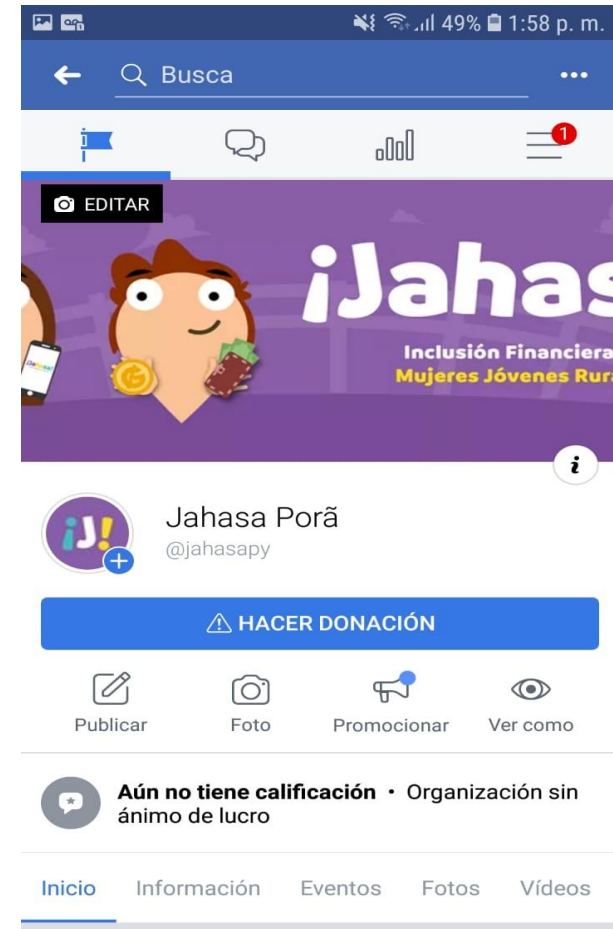 49% 1:58 p. m.
Busca
1
EDITAR
¡Jahas
Inclusión Financiera
Mujeres Jóvenes Rur
¡J!
Jahasa Porã
@jahasapy
HACER DONACIÓN
Publicar Foto Promocionar Ver como
Aún no tiene calificación • Organización sin
ánimo de lucro
Inicio Información Eventos Fotos Vídeos